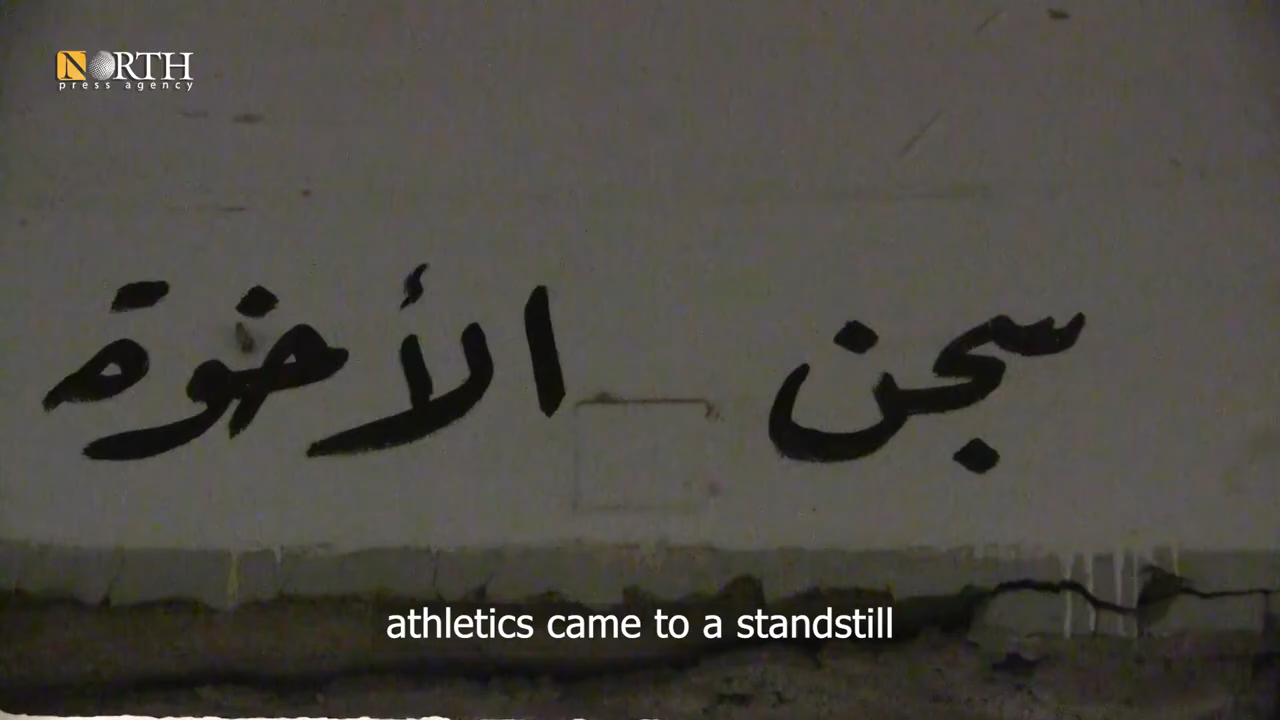 NORTH
press agency
سجن الأخوة
athletics came to a standstill